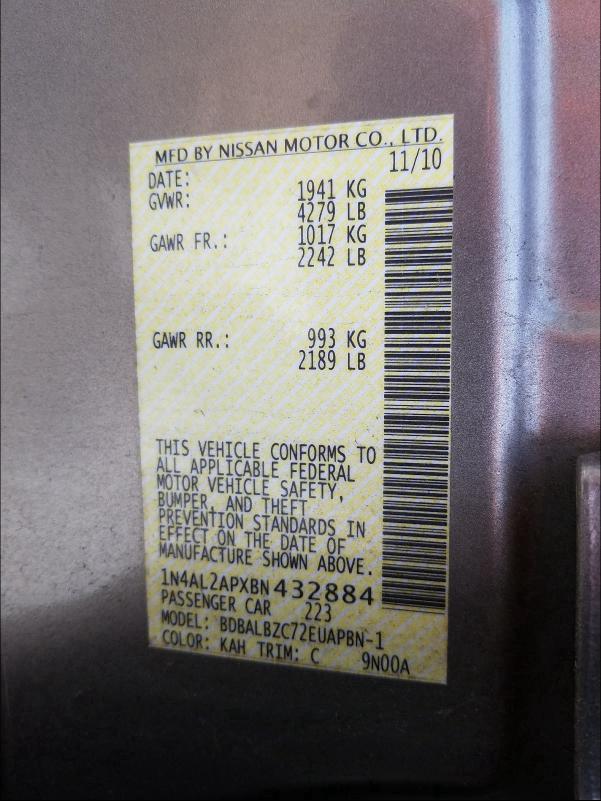 MFD BY NISSAN MOTOR CO., LTD.
DATE: 11/10
GVWR: 1941 KG
4279 LB
GAWR FR.: 1017 KG
2242 LB
GAWR RR.: 993 KG
2189 LB
THIS VEHICLE CONFORMS TO
ALL APPLICABLE FEDERAL
MOTOR VEHICLE SAFETY,
BUMPER, AND THEFT
PREVENTION STANDARDS IN
EFFECT ON THE DATE OF
MANUFACTURE SHOWN ABOVE.
1N4AL2APXBN432884
PASSENGER CAR 223
MODEL: BDBALBZC72EUAPBN-1
COLOR: KAH TRIM: C 9N00A